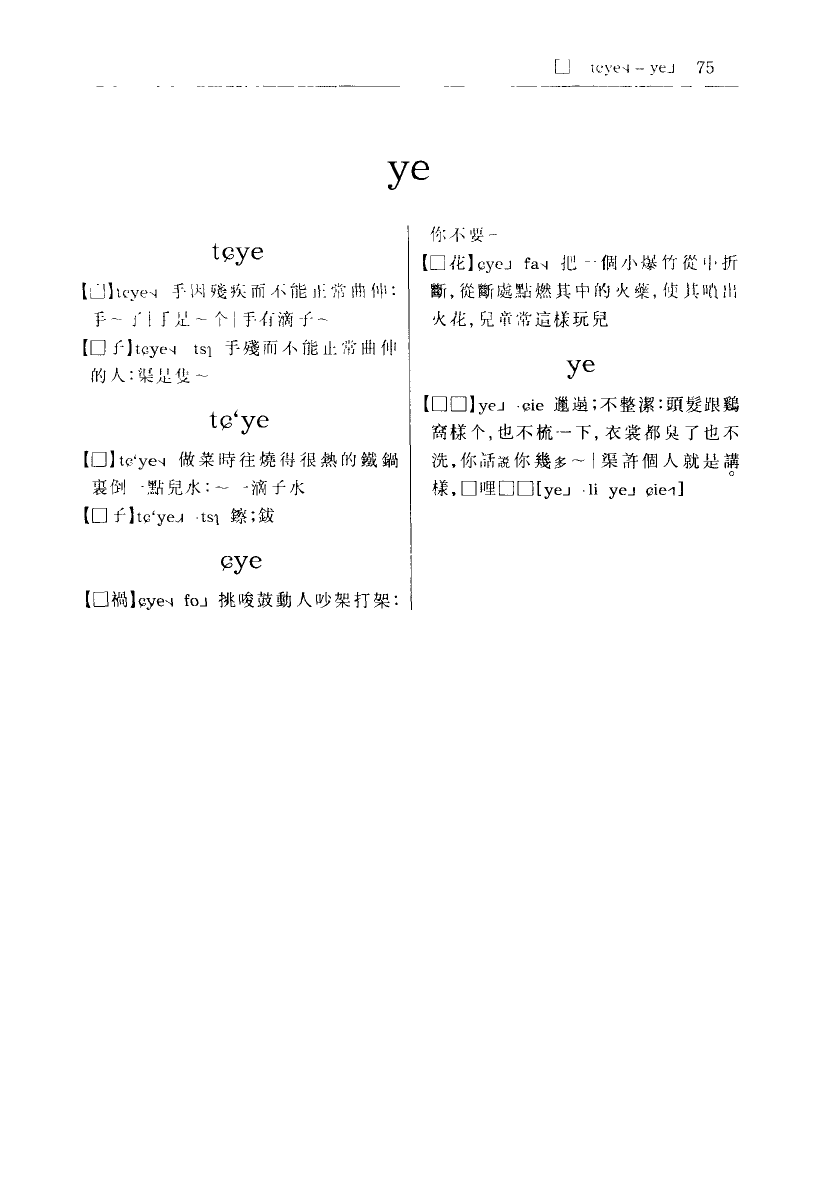 □ tɕye˧˩ – ye˩ 75
ye
tɕye
【□】tɕye˧˩ 手因殘疾而不能正常曲伸：
手～了｜手是～个｜手有滴子～
【□子】tɕye˧˩ tsɿ 手殘而不能正常曲伸
的人：渠是隻～
tɕ‘ye
【□】tɕ‘ye˧˩ 做菜時往燒得很熱的鐵鍋
裏倒一點兒水：～一滴子水
【□子】tɕ‘ye ·tsɿ 鑔；鈸
ɕye
【□禍】ɕye˧˩ fo˩ 挑唆鼓動人吵架打架：
你不要～
【□花】ɕye˩ fa˧˩ 把一個小爆竹從中折
斷，從斷處點燃其中的火藥，使其噴出
火花，兒童常這樣玩兒
ye
【□□】ye˩ ·ɕie 邋遢；不整潔：頭髮跟鷄
窩樣个，也不梳一下，衣裳都臭了也不
洗，你話説你幾多～｜渠許個人就是講
樣，□哩□□[ye˩ ·li ye˩ ɕie]